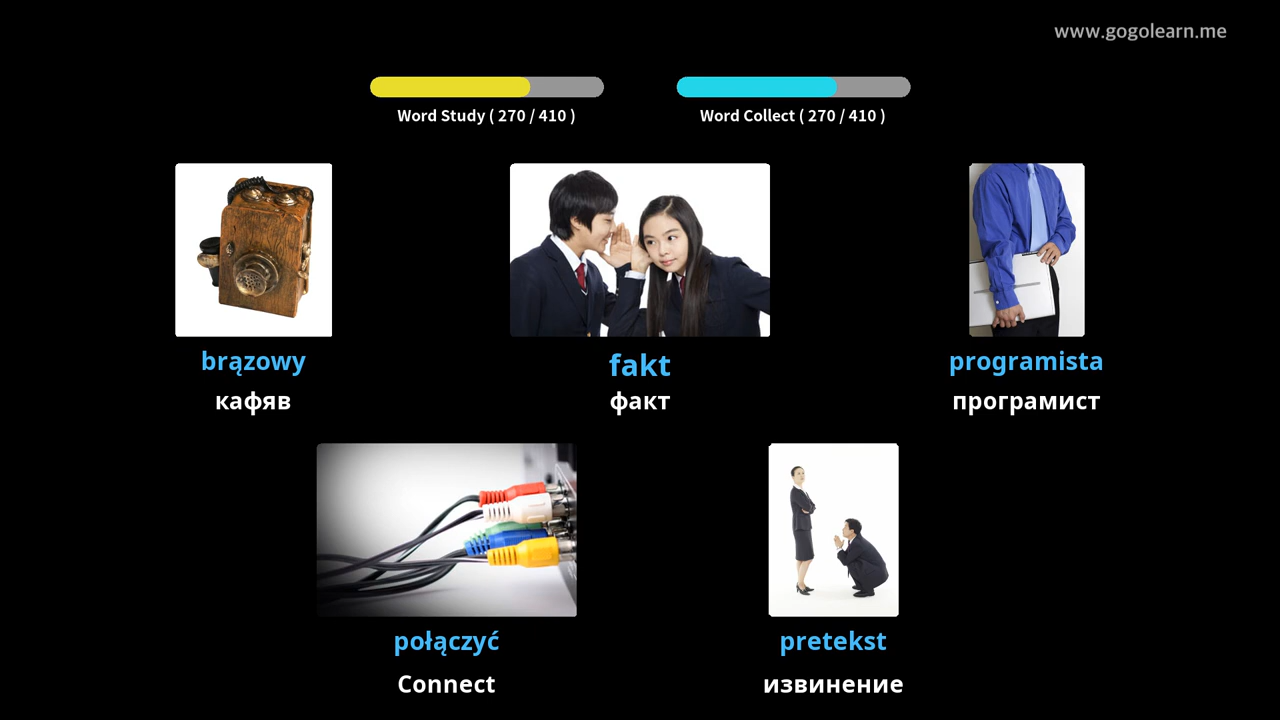 www.gogolearn.me
Word Study ( 270 / 410 )
Word Collect ( 270 / 410 )
brązowy
кафяв
fakt
факт
programista
програмист
połączyć
Connect
pretekst
извинение